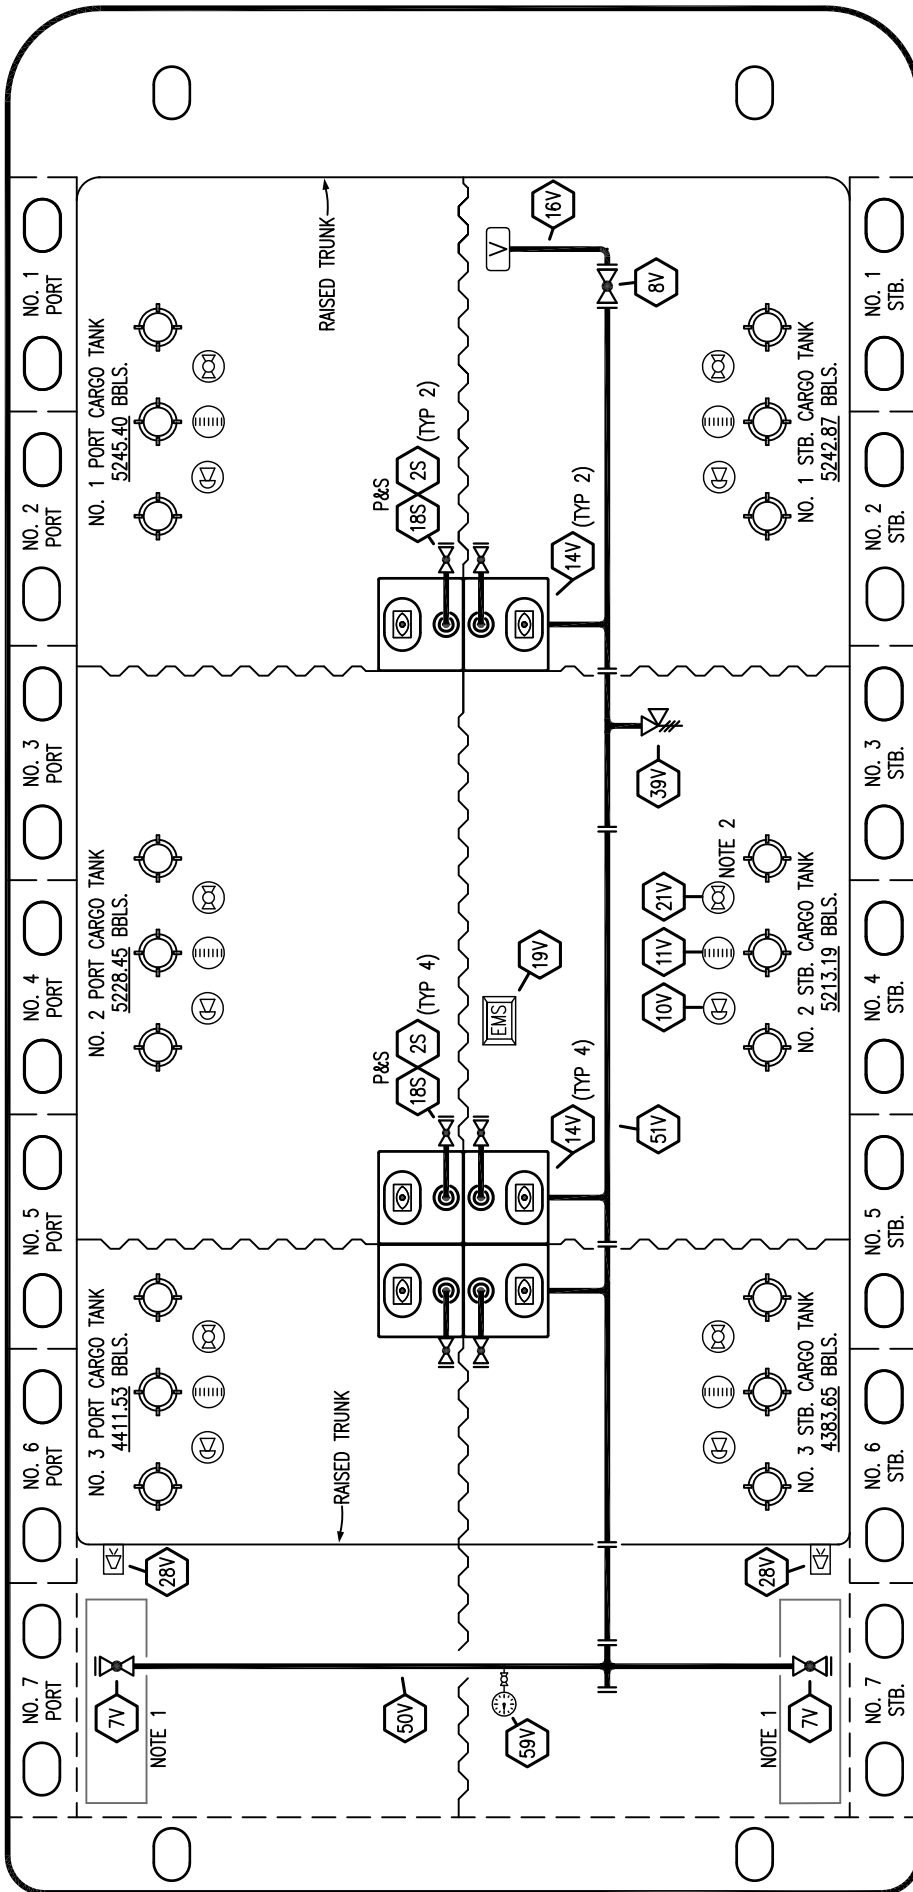 NO. 1
PORT
NO. 2
PORT
NO. 3
PORT
NO. 4
PORT
NO. 5
PORT
NO. 6
PORT
NO. 7
PORT
NO. 1 PORT CARGO TANK
5245.40 BBLS.
NO. 2 PORT CARGO TANK
5228.45 BBLS.
NO. 3 PORT CARGO TANK
4411.53 BBLS.
RAISED TRUNK
RAISED TRUNK
P&S
18S
2S
(TYP 2)
P&S
18S
2S
(TYP 4)
V
16V
8V
14V
(TYP 2)
39V
EMS
19V
14V
(TYP 4)
51V
21V
11V
10V
NOTE 2
28V
28V
7V
NOTE 1
50V
59V
7V
NOTE 1
NO. 1 STB. CARGO TANK
5242.87 BBLS.
NO. 2 STB. CARGO TANK
5213.19 BBLS.
NO. 3 STB. CARGO TANK
4383.65 BBLS.
NO. 1
STB.
NO. 2
STB.
NO. 3
STB.
NO. 4
STB.
NO. 5
STB.
NO. 6
STB.
NO. 7
STB.